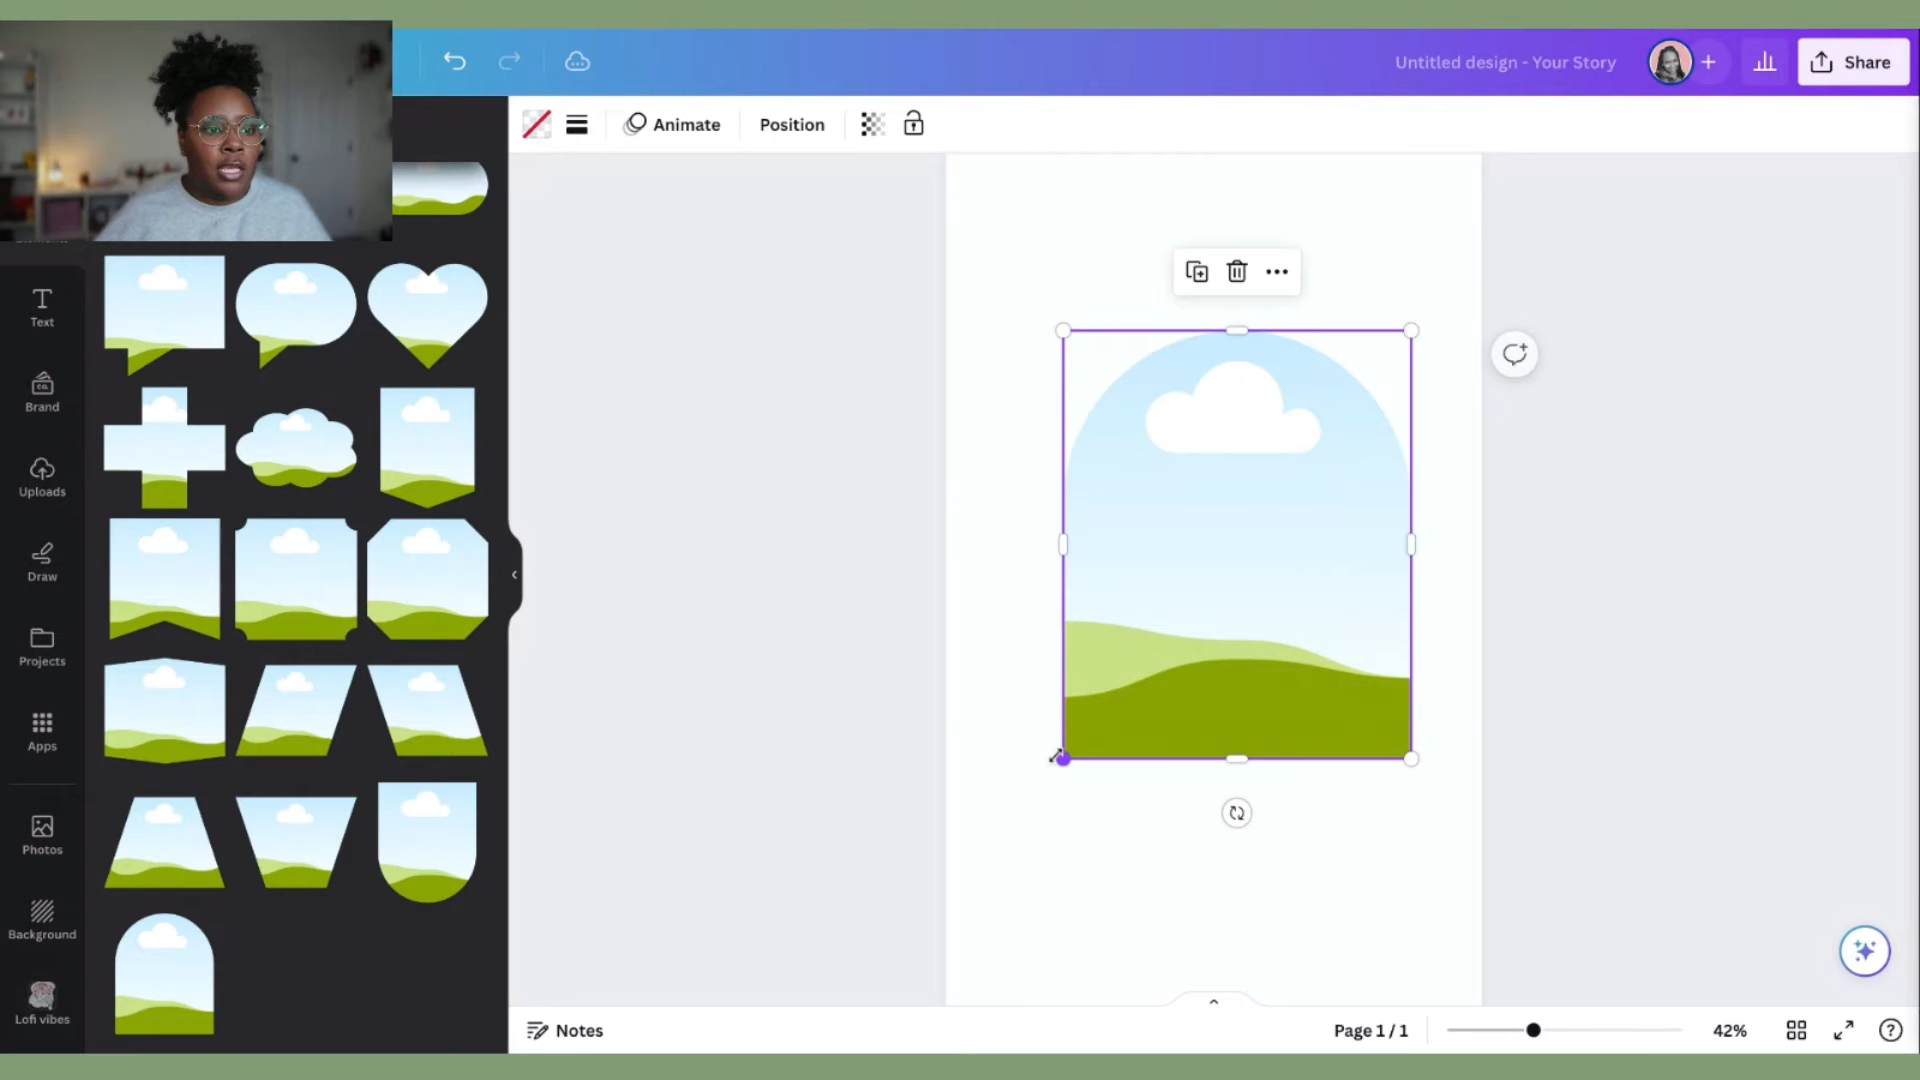 Untitled design - Your Story
Share
Animate
Position
Text
Brand
Uploads
Draw
Projects
Apps
Photos
Background
Lofi vibes
Notes
Page 1 / 1
42%